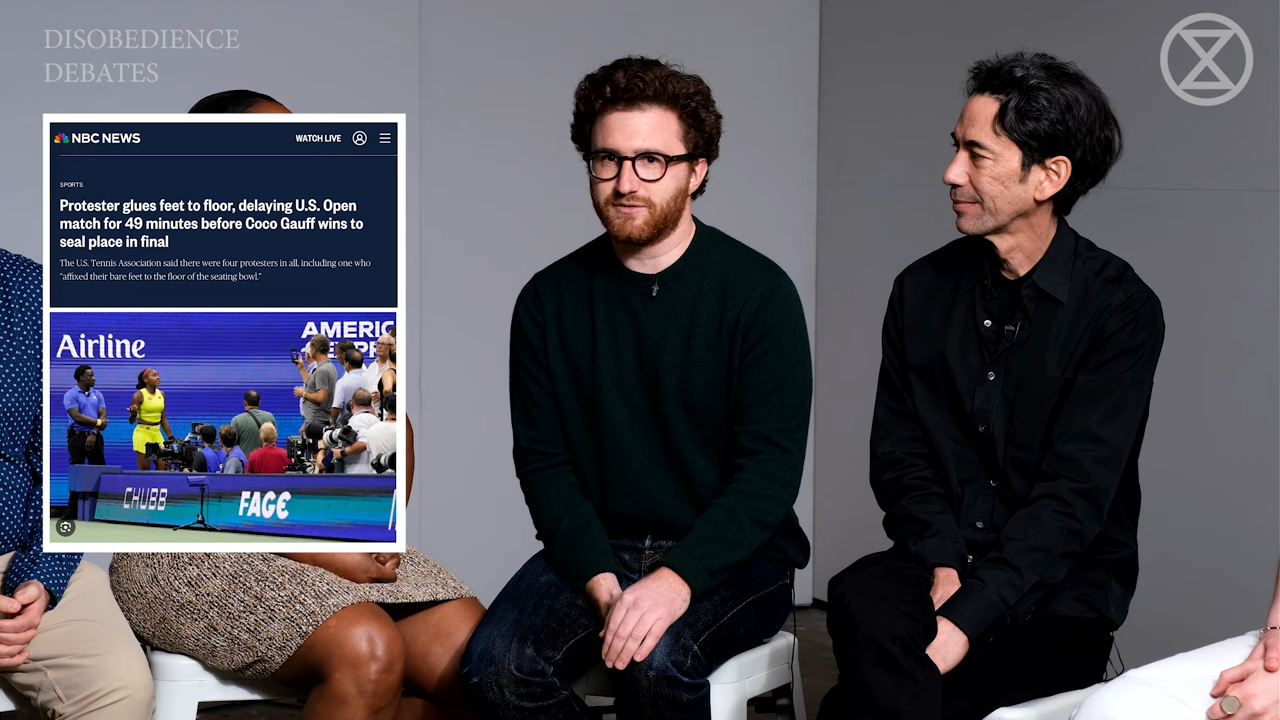 DISOBEDIENCE
DEBATES
NBC NEWS
WATCH LIVE
SPORTS
Protester glues feet to floor, delaying U.S. Open
match for 49 minutes before Coco Gauff wins to
seal place in final
The U.S. Tennis Association said there were four protesters in all, including one who
“affixed their bare feet to the floor of the seating bowl.”
Airline
AMERIC
CHUBB
FAGE